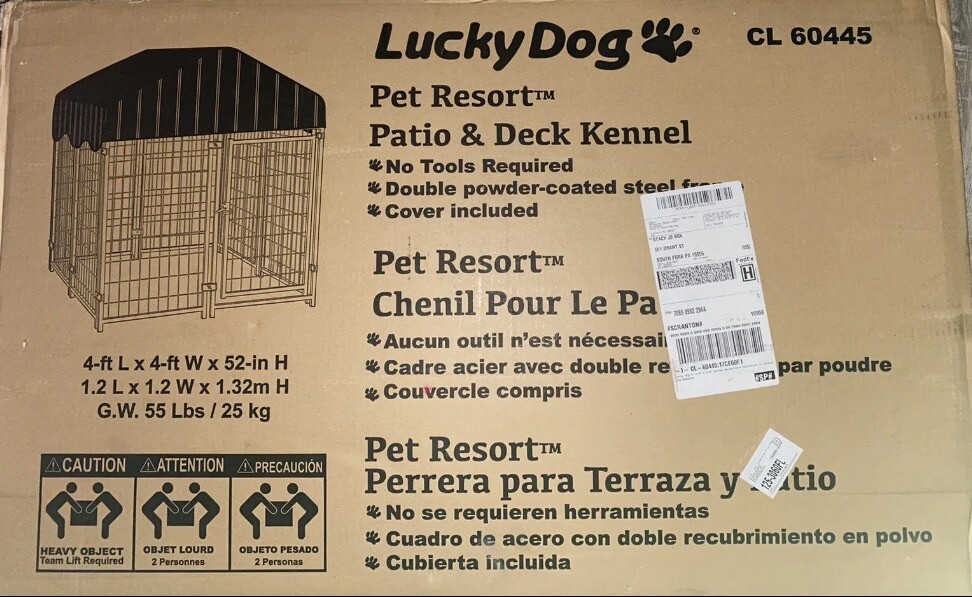 LuckyDog®
CL 60445
Pet Resort™
Patio & Deck Kennel
No Tools Required
Double powder-coated steel
Cover included
Pet Resort™
Chenil Pour Le
Aucun outil n'est
Cadre acier avec double par poudre
Couvercle compris
4-ft L x 4-ft W x 52-in H
1.2 L x 1.2 W x 1.32m H
G.W. 55 Lbs / 25 kg
Pet Resort™
Perrera para Terraza y
No se requieren herramientas
Cuadro de acero con doble recubrimiento en polvo
Cubierta incluida
CAUTION
HEAVY OBJECT
Team Lift Required
ATTENTION
OBJET LOURD
2 Personnes
PRECAUCIÓN
OBJETO PESADO
2 Personas
FedEx
H
#SCRANTON#
#SP#